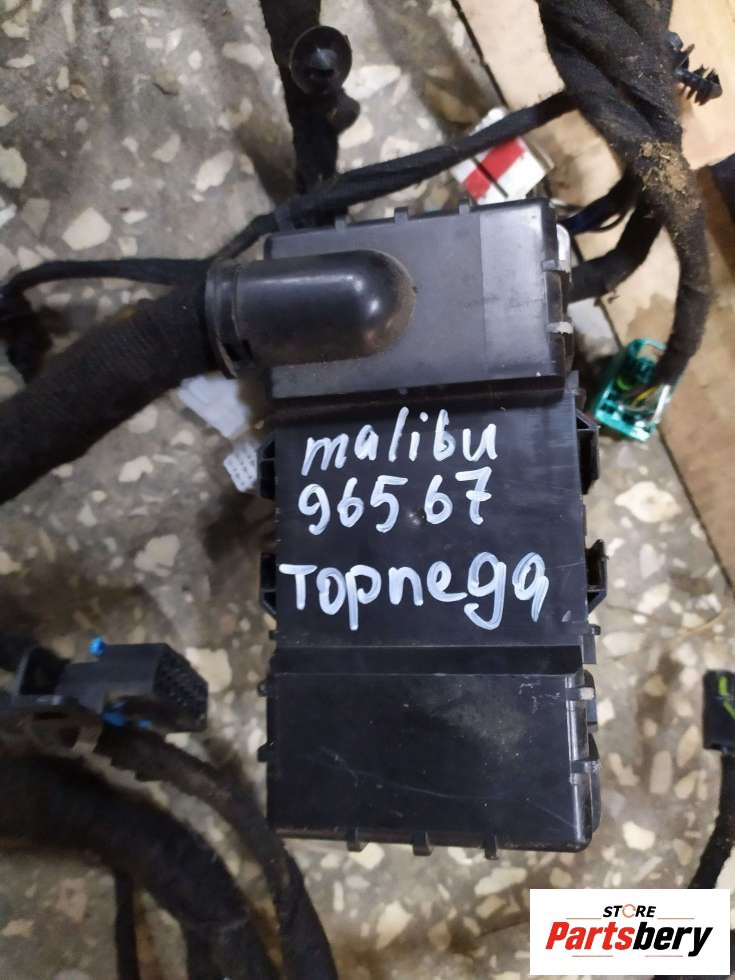 malibu
96567
торпеда
STORE
Partsbery